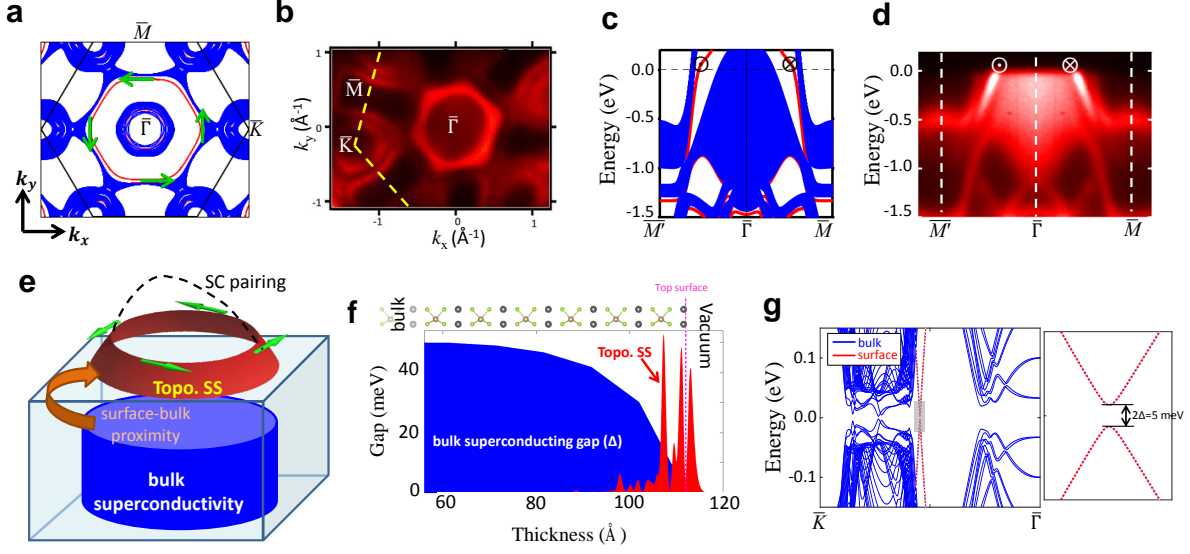 a
M̅
Γ̅
K̅
k_y
k_x
b
k_y (Å⁻¹)
1
0
-1
M̅
K̅
Γ̅
-1
0
1
k_x (Å⁻¹)
c
Energy (eV)
0.0
-0.5
-1.0
-1.5
M̅′
Γ̅
M̅
d
Energy (eV)
0.0
-0.5
-1.0
-1.5
M̅′
Γ̅
M̅
e
SC pairing
Topo. SS
surface-bulk
proximity
bulk
superconductivity
f
bulk
Top surface
Vacuum
Topo. SS
bulk superconducting gap (Δ)
Gap (meV)
60
40
20
0
60
80
100
120
Thickness (Å)
g
bulk
surface
Energy (eV)
0.1
0.0
-0.1
K̅
Γ̅
2Δ=5 meV